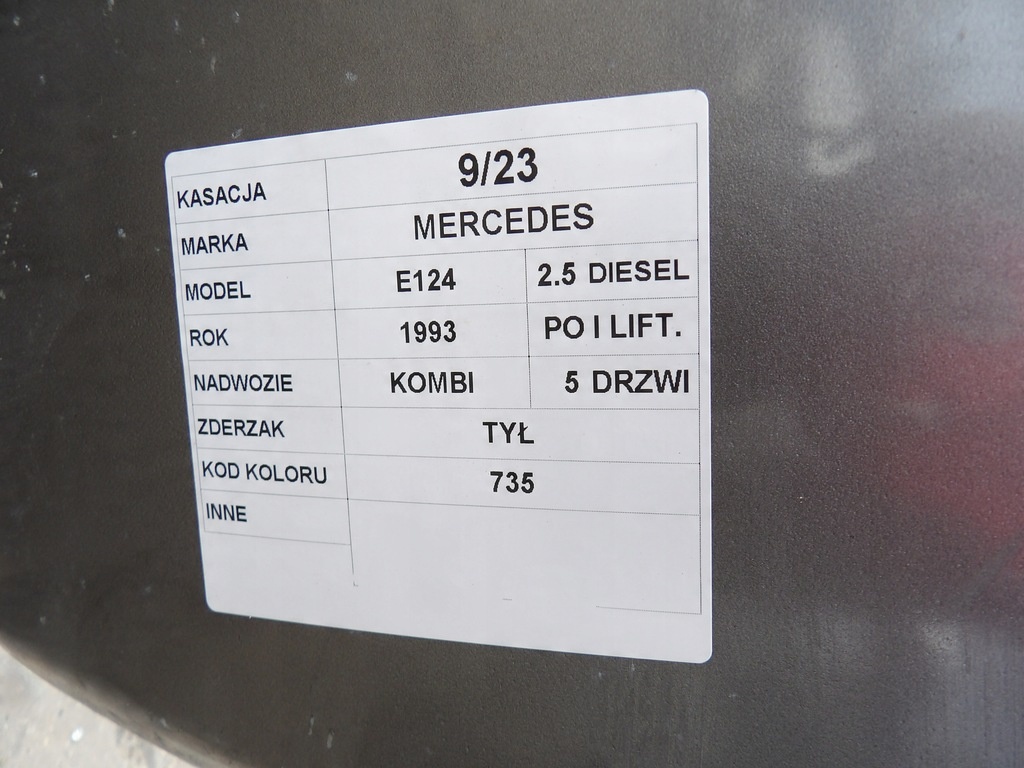 KASACJA 9/23
MARKA MERCEDES
MODEL E124 2.5 DIESEL
ROK 1993 PO I LIFT.
NADWOZIE KOMBI 5 DRZWI
ZDERZAK TYŁ
KOD KOLORU 735
INNE